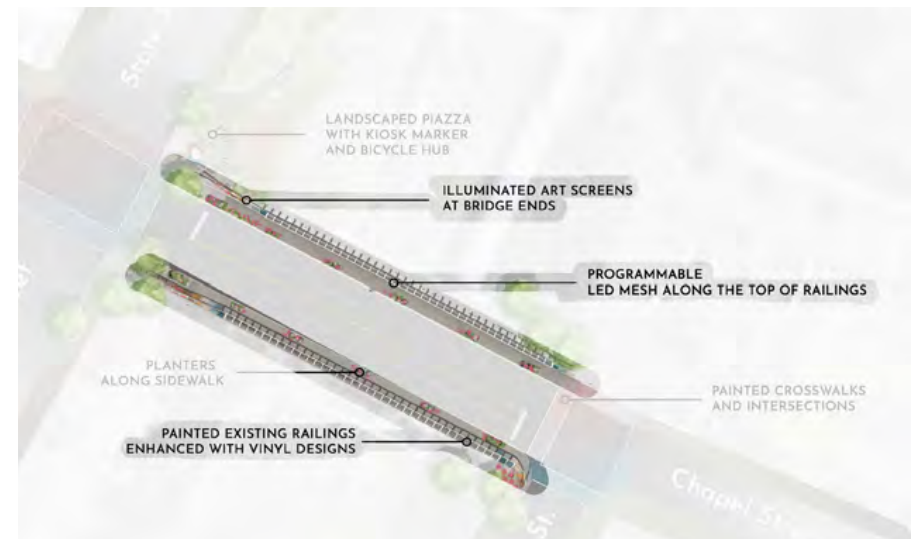 State
LANDSCAPED PIAZZA
WITH KIOSK MARKER
AND BICYCLE HUB
ILLUMINATED ART SCREENS
AT BRIDGE ENDS
PROGRAMMABLE
LED MESH ALONG THE TOP OF RAILINGS
PLANTERS
ALONG SIDEWALK
PAINTED CROSSWALKS
AND INTERSECTIONS
PAINTED EXISTING RAILINGS
ENHANCED WITH VINYL DESIGNS
Chapel St.
St.